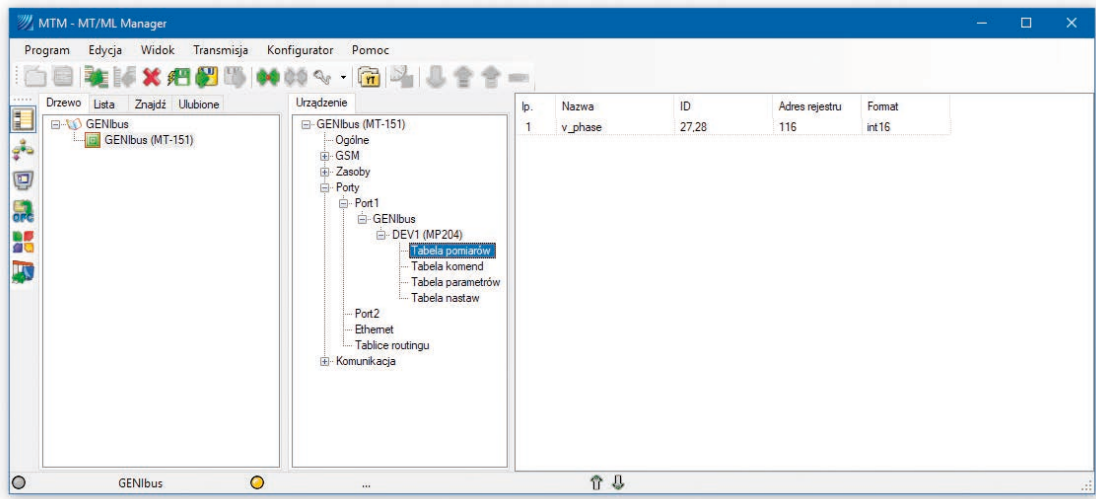 MTM - MT/ML Manager
Program Edycja Widok Transmisja Konfigurator Pomoc
Drzewo Lista Znajdź Ulubione
GENIbus
GENIbus (MT-151)
Urządzenie
GENIbus (MT-151)
Ogólne
GSM
Zasoby
Porty
Port1
GENIbus
DEV1 (MP204)
Tabela pomiarów
Tabela komend
Tabela parametrów
Tabela nastaw
Port2
Ethernet
Tablice routingu
Komunikacja
lp. Nazwa ID Adres rejestru Format
1 v_phase 27,28 116 int16
OPC
GENIbus ...